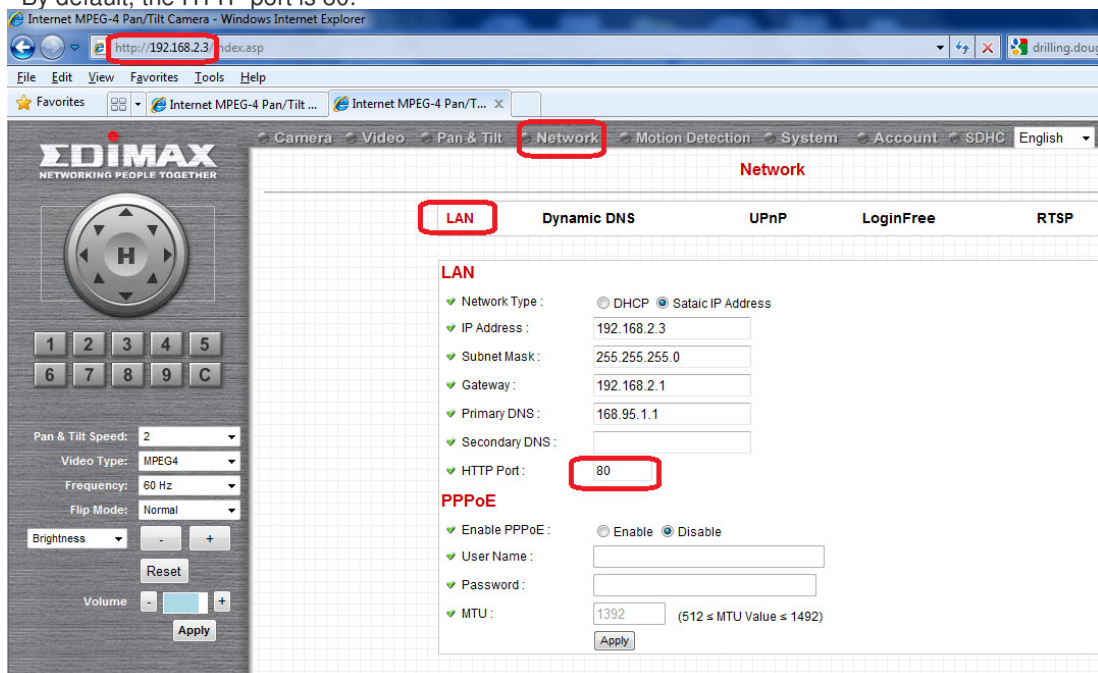 By default, the HTTP port is 80.
Internet MPEG-4 Pan/Tilt Camera - Windows Internet Explorer
http://192.168.2.3/index.asp
drilling.doug
File Edit View Favorites Tools Help
Favorites Internet MPEG-4 Pan/Tilt ... Internet MPEG-4 Pan/T... X
Camera Video Pan & Tilt Network Motion Detection System Account SDHC English
EDIMAX
NETWORKING PEOPLE TOGETHER
Network
LAN Dynamic DNS UPnP LoginFree RTSP
H
1 2 3 4 5
6 7 8 9 C
Pan & Tilt Speed: 2
Video Type: MPEG4
Frequency: 60 Hz
Flip Mode: Normal
Brightness - +
Reset
Volume - +
Apply
LAN
Network Type : DHCP Sataic IP Address
IP Address : 192.168.2.3
Subnet Mask : 255.255.255.0
Gateway : 192.168.2.1
Primary DNS : 168.95.1.1
Secondary DNS :
HTTP Port : 80
PPPoE
Enable PPPoE : Enable Disable
User Name :
Password :
MTU : 1392 (512 ≤ MTU Value ≤ 1492)
Apply